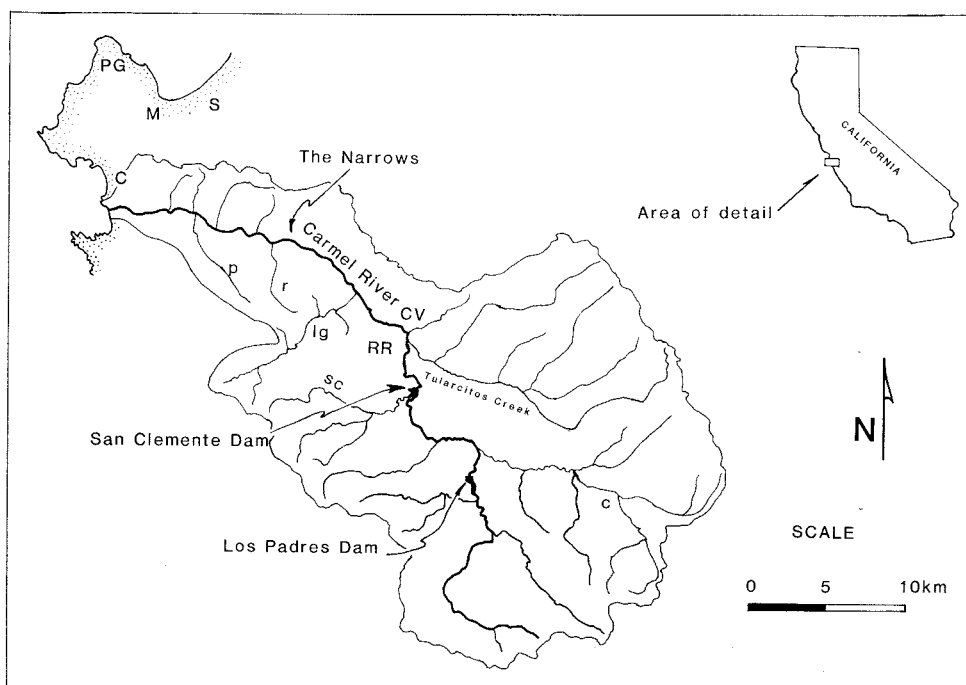 PG
M
S
C
The Narrows
CALIFORNIA
Area of detail
Carmel River
p
r
CV
lg
RR
sc
Tularcitos Creek
San Clemente Dam
N
c
Los Padres Dam
SCALE
0 5 10km